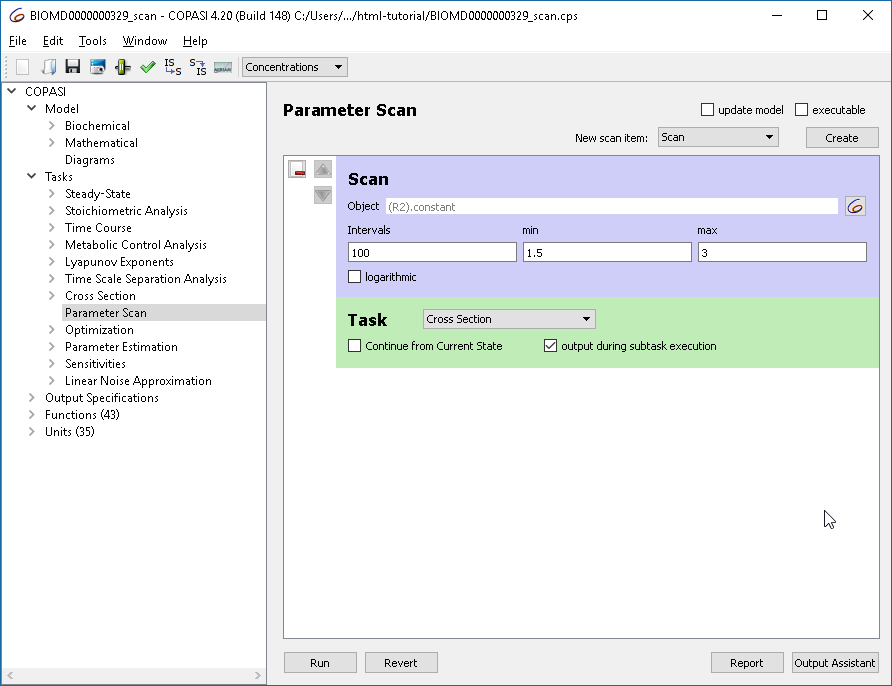 BIOMD0000000329_scan - COPASI 4.20 (Build 148) C:/Users/.../html-tutorial/BIOMD0000000329_scan.cps
File Edit Tools Window Help
IS→S S→IS MIRIAM Concentrations
COPASI
Model
Biochemical
Mathematical
Diagrams
Tasks
Steady-State
Stoichiometric Analysis
Time Course
Metabolic Control Analysis
Lyapunov Exponents
Time Scale Separation Analysis
Cross Section
Parameter Scan
Optimization
Parameter Estimation
Sensitivities
Linear Noise Approximation
Output Specifications
Functions (43)
Units (35)
Parameter Scan
update model executable
New scan item: Scan Create
Scan
Object (R2).constant
Intervals min max
100 1.5 3
logarithmic
Task Cross Section
Continue from Current State output during subtask execution
Run Revert Report Output Assistant